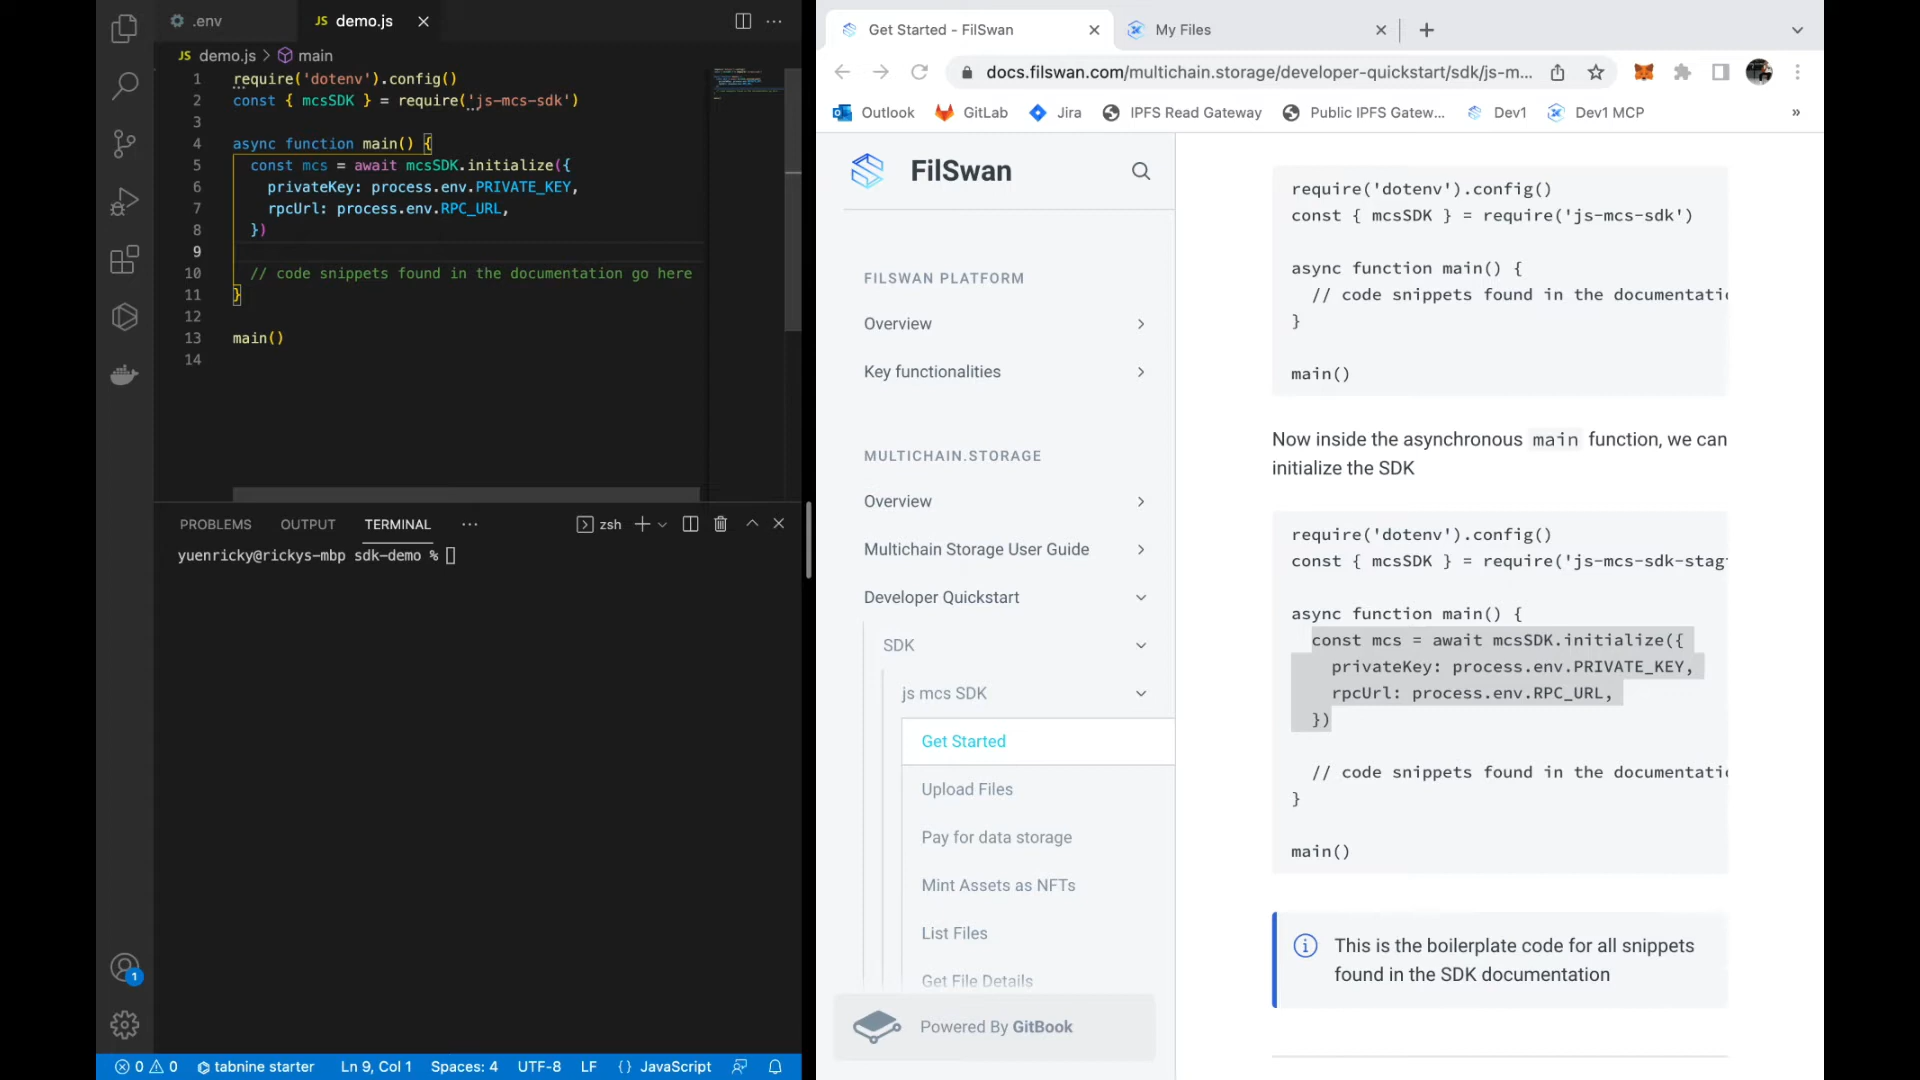 .env
JS demo.js
JS demo.js > main
1 require('dotenv').config()
2 const { mcsSDK } = require('js-mcs-sdk')
3
4 async function main() {
5 const mcs = await mcsSDK.initialize({
6 privateKey: process.env.PRIVATE_KEY,
7 rpcUrl: process.env.RPC_URL,
8 })
9
10 // code snippets found in the documentation go here
11 }
12
13 main()
14
PROBLEMS OUTPUT TERMINAL ··· zsh
yuenricky@rickys-mbp sdk-demo %
1
0 0 tabnine starter Ln 9, Col 1 Spaces: 4 UTF-8 LF {} JavaScript
Get Started - FilSwan
My Files
docs.filswan.com/multichain.storage/developer-quickstart/sdk/js-m...
Outlook GitLab Jira IPFS Read Gateway Public IPFS Gatew... Dev1 Dev1 MCP »
FilSwan
FILSWAN PLATFORM
Overview
Key functionalities
MULTICHAIN.STORAGE
Overview
Multichain Storage User Guide
Developer Quickstart
SDK
js mcs SDK
Get Started
Upload Files
Pay for data storage
Mint Assets as NFTs
List Files
Get File Details
Powered By GitBook
require('dotenv').config()
const { mcsSDK } = require('js-mcs-sdk')
async function main() {
// code snippets found in the documentatio
}
main()
Now inside the asynchronous main function, we can
initialize the SDK
require('dotenv').config()
const { mcsSDK } = require('js-mcs-sdk-stag
async function main() {
const mcs = await mcsSDK.initialize({
privateKey: process.env.PRIVATE_KEY,
rpcUrl: process.env.RPC_URL,
})
// code snippets found in the documentatio
}
main()
This is the boilerplate code for all snippets
found in the SDK documentation